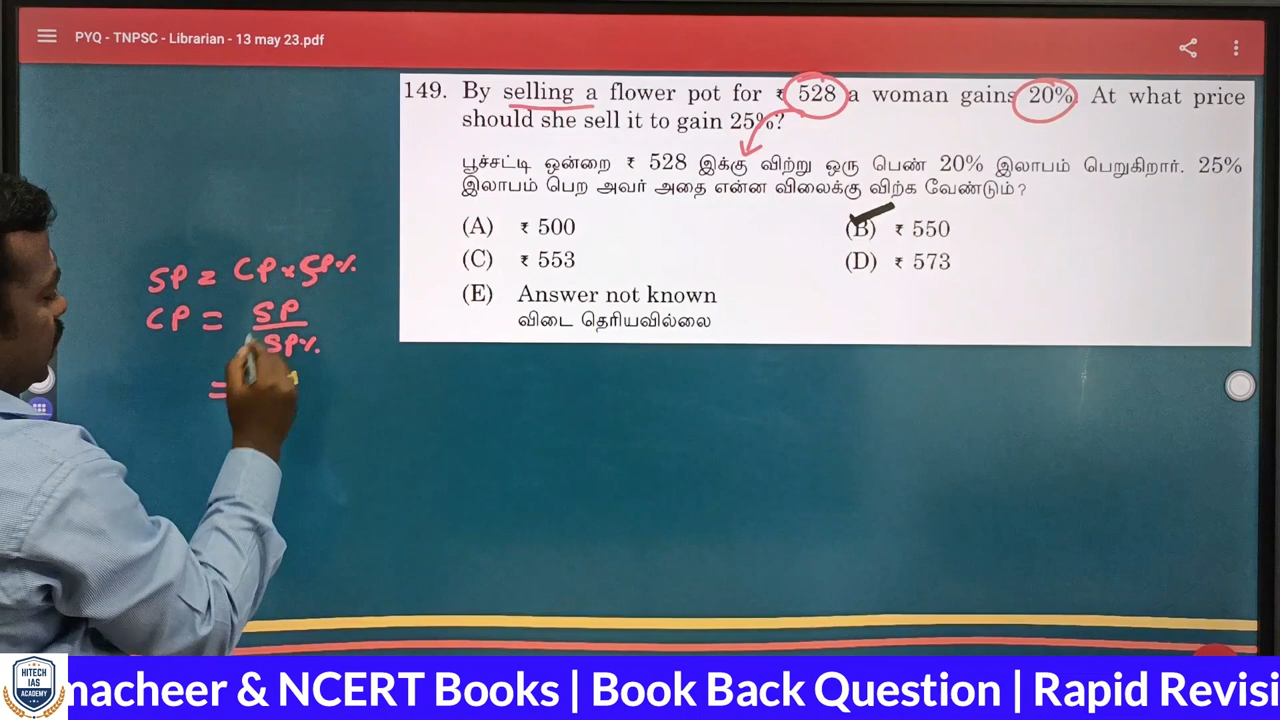 PYQ - TNPSC - Librarian - 13 may 23.pdf
149. By selling a flower pot for ₹ 528 a woman gains 20%. At what price
should she sell it to gain 25%?
பூச்சட்டி ஒன்றை ₹ 528 இக்கு விற்று ஒரு பெண் 20% இலாபம் பெறுகிறார். 25%
இலாபம் பெற அவர் அதை என்ன விலைக்கு விற்க வேண்டும்?
(A) ₹ 500 (B) ₹ 550
(C) ₹ 553 (D) ₹ 573
(E) Answer not known
விடை தெரியவில்லை
SP = CP × SP%
CP = SP
SP%
=
HITECH
IAS
ACADEMY
macheer & NCERT Books | Book Back Question | Rapid Revisi